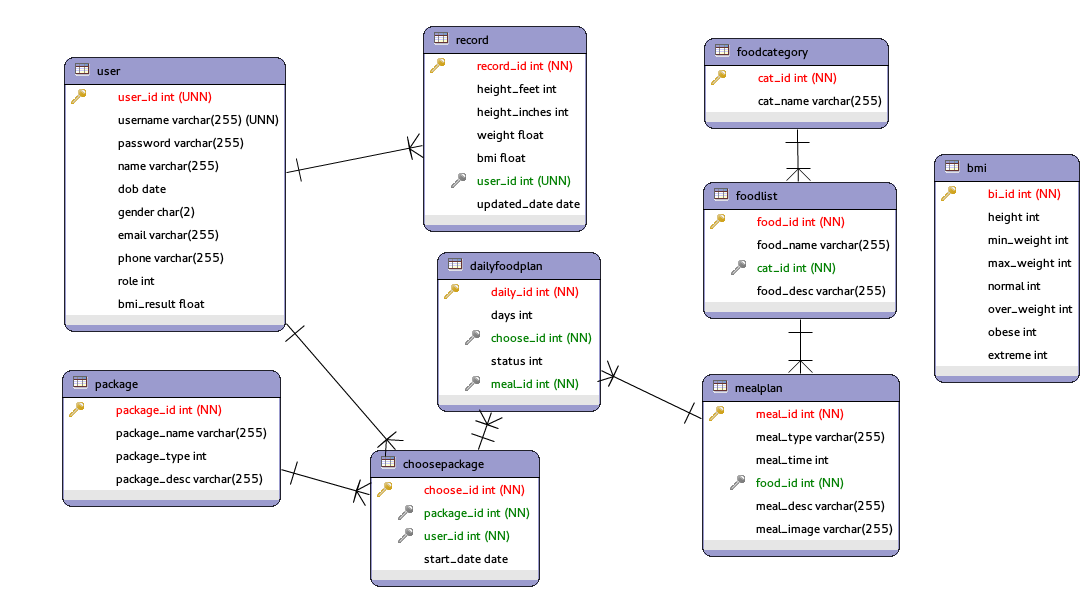 user
user_id int (UNN)
username varchar(255) (UNN)
password varchar(255)
name varchar(255)
dob date
gender char(2)
email varchar(255)
phone varchar(255)
role int
bmi_result float
record
record_id int (NN)
height_feet int
height_inches int
weight float
bmi float
user_id int (UNN)
updated_date date
foodcategory
cat_id int (NN)
cat_name varchar(255)
foodlist
food_id int (NN)
food_name varchar(255)
cat_id int (NN)
food_desc varchar(255)
bmi
bi_id int (NN)
height int
min_weight int
max_weight int
normal int
over_weight int
obese int
extreme int
dailyfoodplan
daily_id int (NN)
days int
choose_id int (NN)
status int
meal_id int (NN)
package
package_id int (NN)
package_name varchar(255)
package_type int
package_desc varchar(255)
choosepackage
choose_id int (NN)
package_id int (NN)
user_id int (NN)
start_date date
mealplan
meal_id int (NN)
meal_type varchar(255)
meal_time int
food_id int (NN)
meal_desc varchar(255)
meal_image varchar(255)